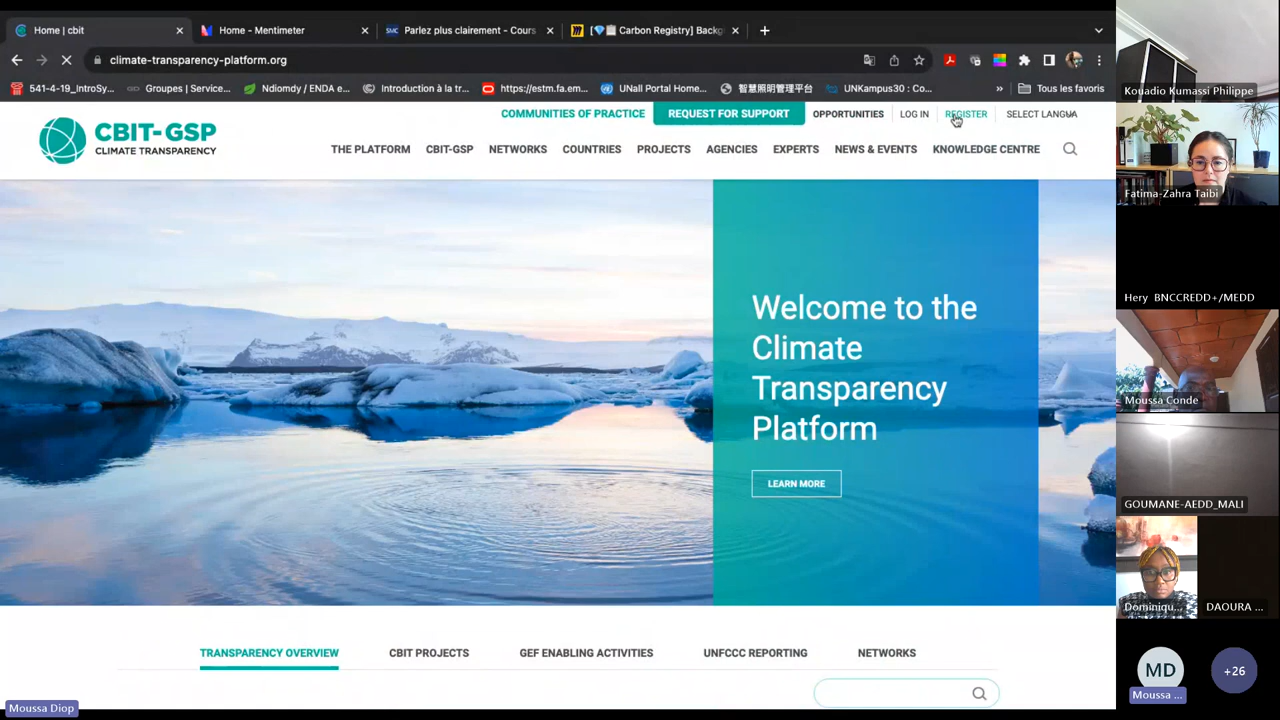 Home | cbit
Home - Mentimeter
SMC Parlez plus clairement - Cours
[💎📋 Carbon Registry] Backg
climate-transparency-platform.org
541-4-19_IntroSy...
Groupes | Service...
Ndiomdy / ENDA e...
Introduction à la tr...
https://estm.fa.em...
UNall Portal Home...
智慧照明管理平台
UNKampus30 : Co...
»
Tous les favoris
COMMUNITIES OF PRACTICE
REQUEST FOR SUPPORT
OPPORTUNITIES
LOG IN
REGISTER
SELECT LANGUA
CBIT-GSP
CLIMATE TRANSPARENCY
THE PLATFORM
CBIT-GSP
NETWORKS
COUNTRIES
PROJECTS
AGENCIES
EXPERTS
NEWS & EVENTS
KNOWLEDGE CENTRE
Welcome to the
Climate
Transparency
Platform
LEARN MORE
TRANSPARENCY OVERVIEW
CBIT PROJECTS
GEF ENABLING ACTIVITIES
UNFCCC REPORTING
NETWORKS
Moussa Diop
Kouadio Kumassi Philippe
Fatima-Zahra Taibi
Hery BNCCREDD+/MEDD
Moussa Conde
GOUMANE-AEDD_MALI
Dominiqu...
DAOURA ...
MD
Moussa ...
+26